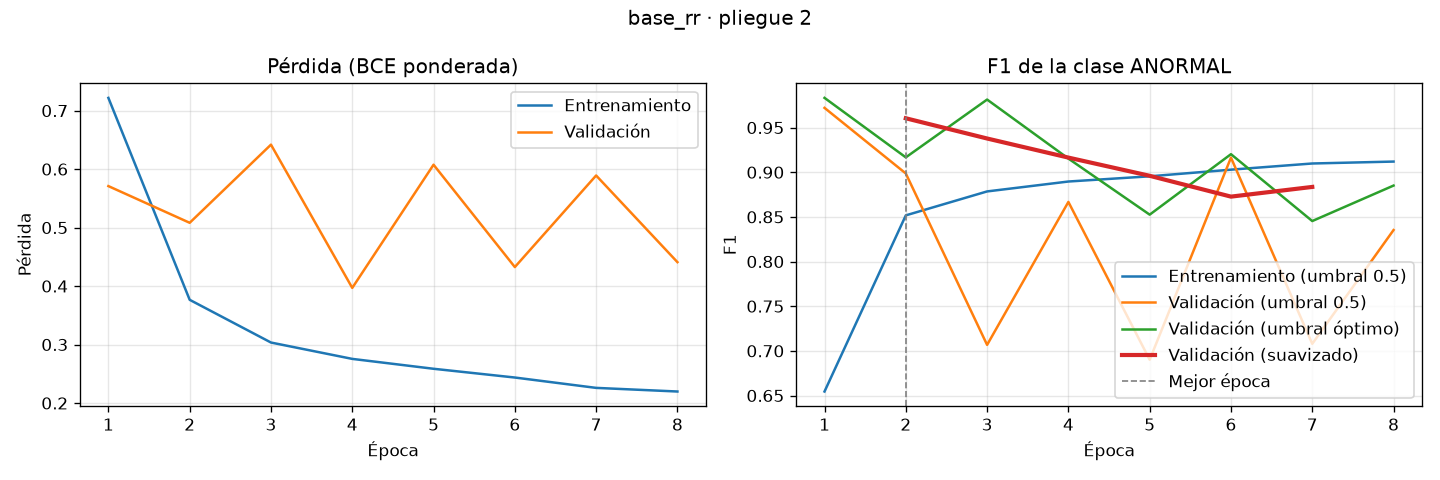 base_rr · pliegue 2
Pérdida (BCE ponderada)
Pérdida
0.7
0.6
0.5
0.4
0.3
0.2
Entrenamiento
Validación
1 2 3 4 5 6 7 8
Época
F1 de la clase ANORMAL
F1
0.95
0.90
0.85
0.80
0.75
0.70
0.65
Entrenamiento (umbral 0.5)
Validación (umbral 0.5)
Validación (umbral óptimo)
Validación (suavizado)
Mejor época
1 2 3 4 5 6 7 8
Época